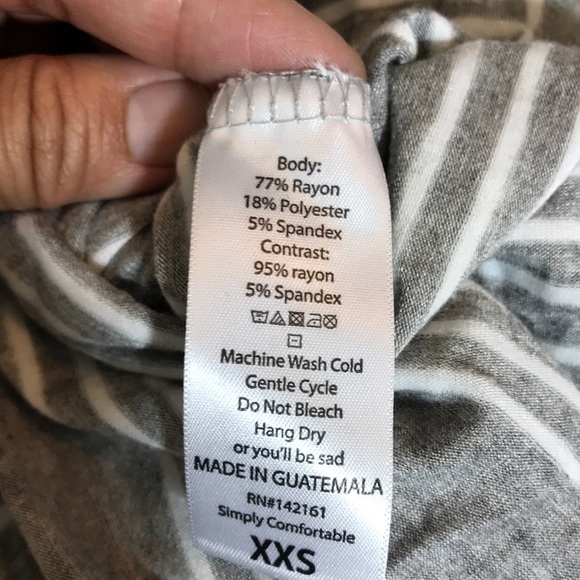 Body:
77% Rayon
18% Polyester
5% Spandex
Contrast:
95% rayon
5% Spandex
Machine Wash Cold
Gentle Cycle
Do Not Bleach
Hang Dry
or you'll be sad
MADE IN GUATEMALA
RN#142161
Simply Comfortable
XXS